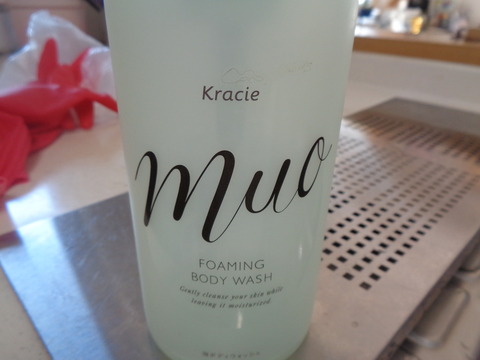 Kracie
muo
FOAMING
BODY WASH
Gently cleanse your skin while
leaving it moisturized.